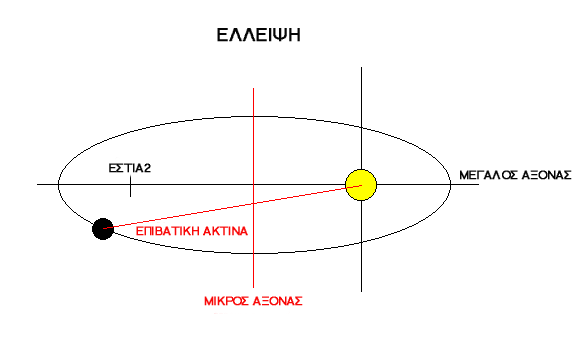 ΕΛΛΕΙΨΗ
ΕΣΤΙΑ2
ΜΕΓΑΛΟΣ ΑΞΟΝΑΣ
ΕΠΙΒΑΤΙΚΗ ΑΚΤΙΝΑ
ΜΙΚΡΟΣ ΑΞΟΝΑΣ